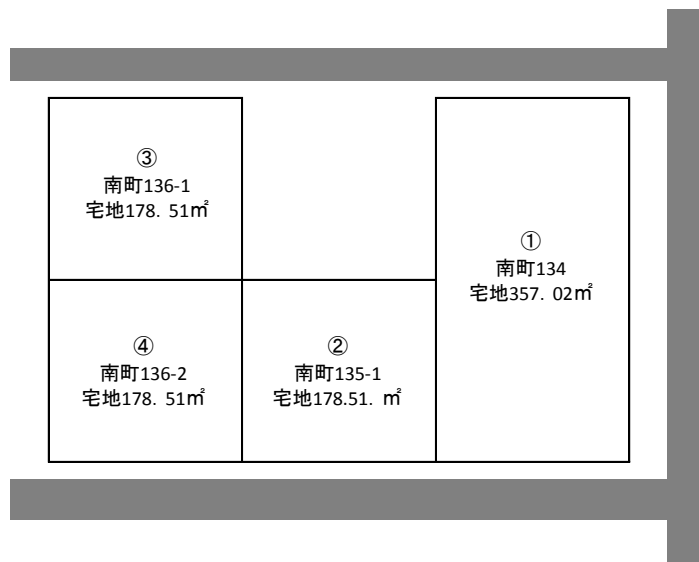 ③
南町136-1
宅地178. 51㎡
①
南町134
宅地357. 02㎡
④
南町136-2
宅地178. 51㎡
②
南町135-1
宅地178.51. ㎡